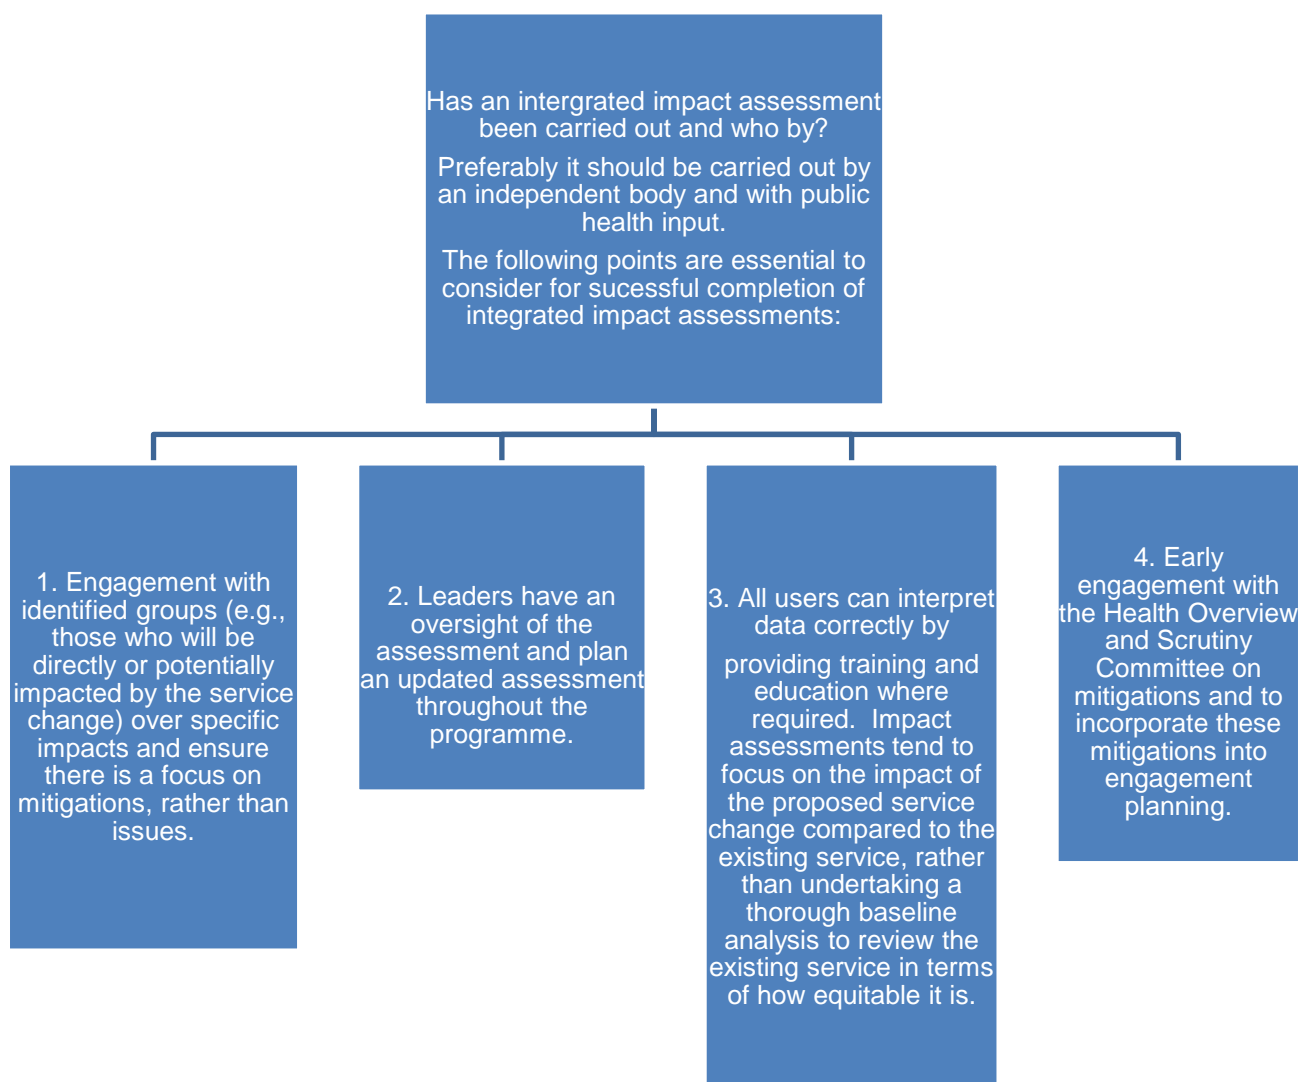 Has an intergrated impact assessment
been carried out and who by?
Preferably it should be carried out by
an independent body and with public
health input.
The following points are essential to
consider for sucessful completion of
integrated impact assessments:
1. Engagement with
identified groups (e.g.,
those who will be
directly or potentially
impacted by the service
change) over specific
impacts and ensure
there is a focus on
mitigations, rather than
issues.
2. Leaders have an
oversight of the
assessment and plan
an updated assessment
throughout the
programme.
3. All users can interpret
data correctly by
providing training and
education where
required.  Impact
assessments tend to
focus on the impact of
the proposed service
change compared to the
existing service, rather
than undertaking a
thorough baseline
analysis to review the
existing service in terms
of how equitable it is.
4. Early
engagement with
the Health Overview
and Scrutiny
Committee on
mitigations and to
incorporate these
mitigations into
engagement
planning.